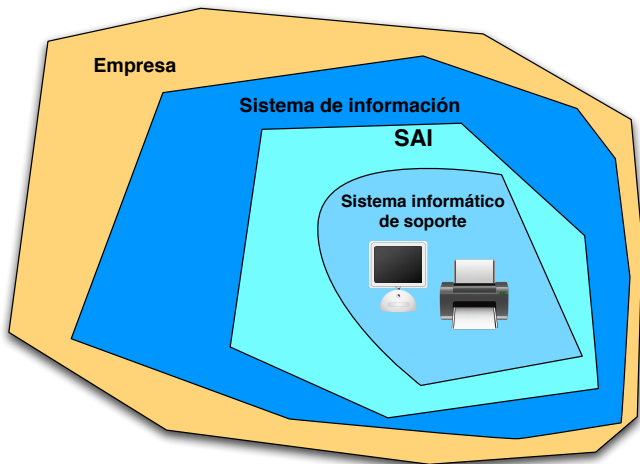 Empresa
Sistema de información
SAI
Sistema informático
de soporte